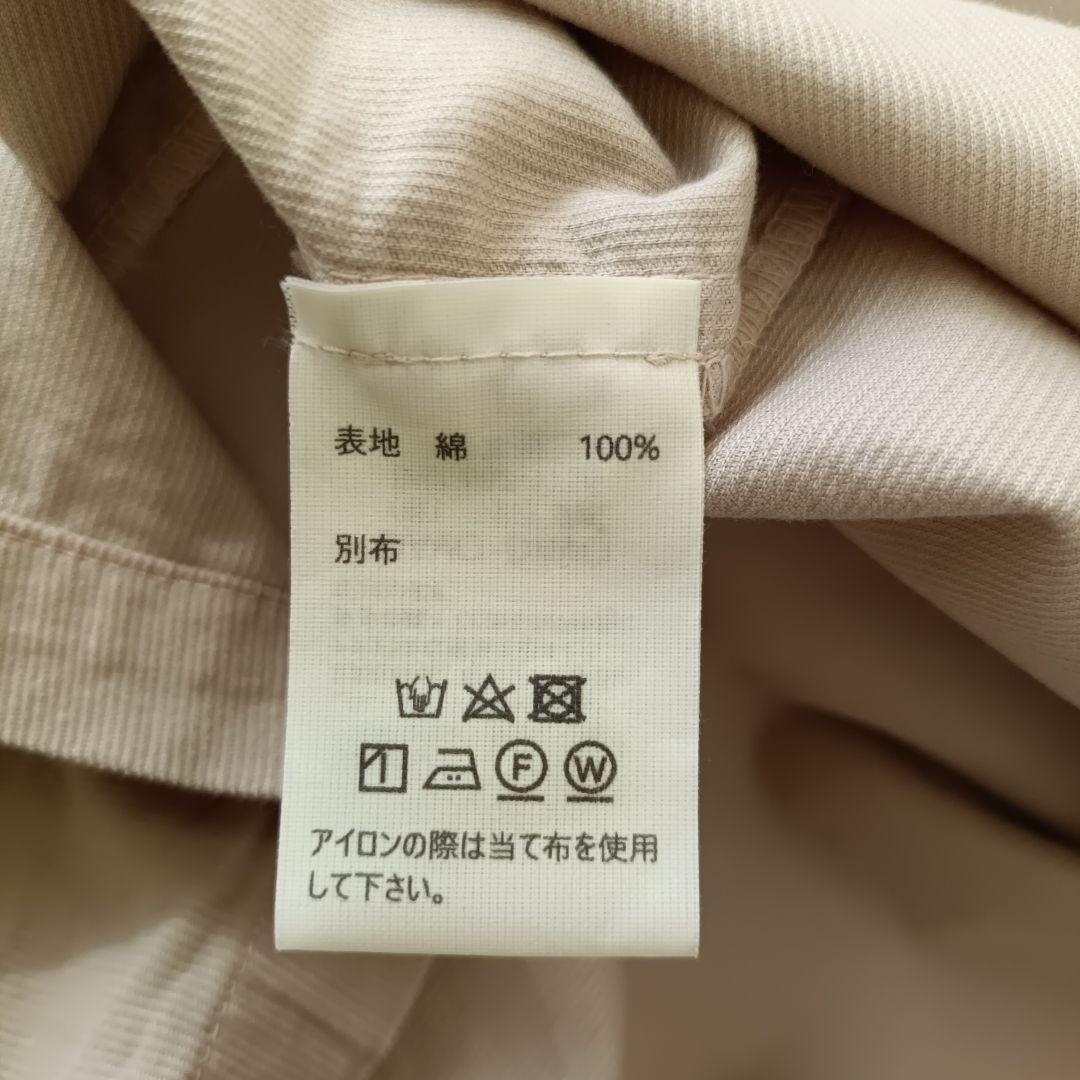 表地 綿 100%
別布
F W
アイロンの際は当て布を使用
して下さい。